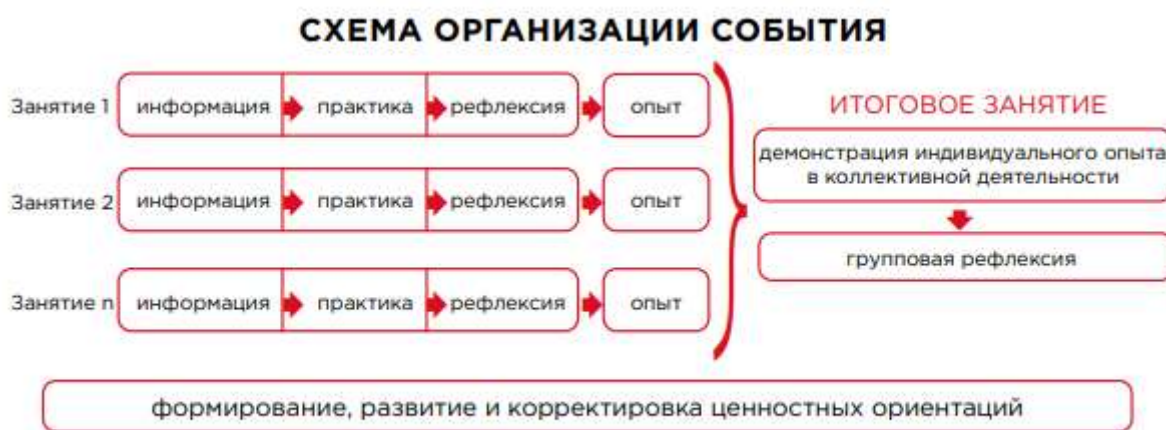 СХЕМА ОРГАНИЗАЦИИ СОБЫТИЯ
Занятие 1 информация практика рефлексия опыт
Занятие 2 информация практика рефлексия опыт
Занятие n информация практика рефлексия опыт
ИТОГОВОЕ ЗАНЯТИЕ
демонстрация индивидуального опыта
в коллективной деятельности
групповая рефлексия
формирование, развитие и корректировка ценностных ориентаций